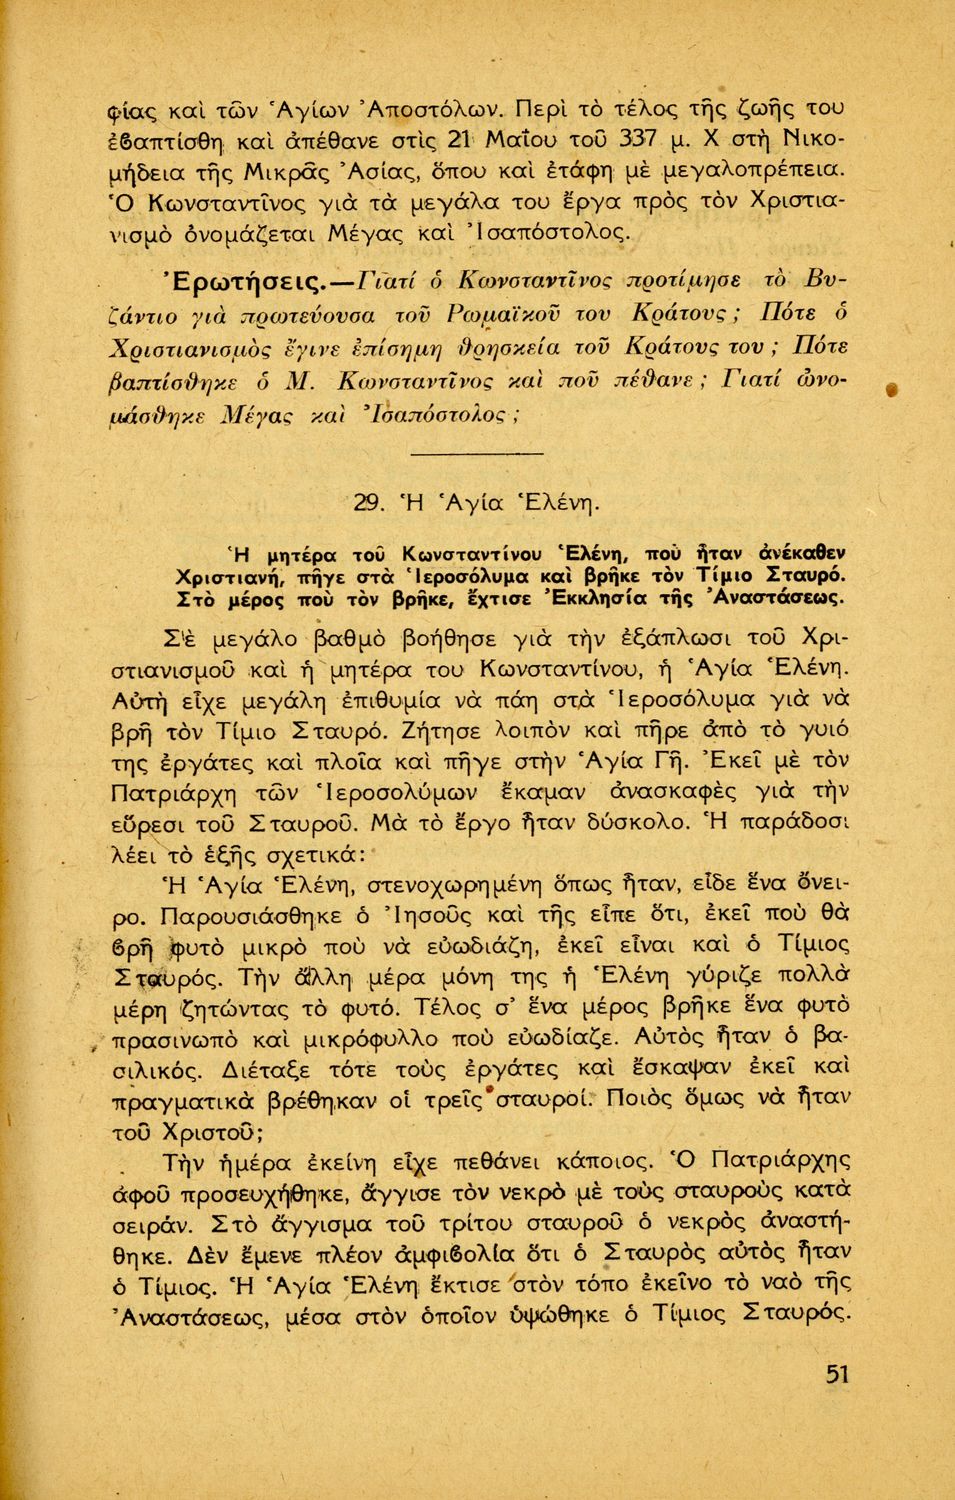 φίας καὶ τῶν Ἁγίων Ἀποστόλων. Περὶ τὸ τέλος τῆς ζωῆς του
ἐβαπτίσθη καὶ ἀπέθανε στὶς 21 Μαΐου τοῦ 337 μ. Χ στὴ Νικο-
μήδεια τῆς Μικρᾶς Ἀσίας, ὅπου καὶ ἐτάφη μὲ μεγαλοπρέπεια.
Ὁ Κωνσταντῖνος γιὰ τὰ μεγάλα του ἔργα πρὸς τὸν Χριστια-
νισμὸ ὀνομάζεται Μέγας καὶ Ἰσαπόστολος.
Ἐρωτήσεις.—Γιατί ὁ Κωνσταντῖνος προτίμησε τὸ Βυ-
ζάντιο γιὰ πρωτεύουσα τοῦ Ρωμαϊκοῦ του Κράτους; Πότε ὁ
Χριστιανισμὸς ἔγινε ἐπίσημη θρησκεία τοῦ Κράτους του; Πότε
βαπτίσθηκε ὁ Μ. Κωνσταντῖνος καὶ ποῦ πέθανε; Γιατί ὠνο-
μάσθηκε Μέγας καὶ Ἰσαπόστολος;
29. Ἡ Ἁγία Ἑλένη.
Ἡ μητέρα τοῦ Κωνσταντίνου Ἑλένη, ποὺ ἦταν ἀνέκαθεν
Χριστιανή, πῆγε στὰ Ἱεροσόλυμα καὶ βρῆκε τὸν Τίμιο Σταυρό.
Στὸ μέρος ποὺ τὸν βρῆκε, ἔχτισε Ἐκκλησία τῆς Ἀναστάσεως.
Σὲ μεγάλο βαθμὸ βοήθησε γιὰ τὴν ἐξάπλωσι τοῦ Χρι-
στιανισμοῦ καὶ ἡ μητέρα του Κωνσταντίνου, ἡ Ἁγία Ἑλένη.
Αὐτὴ εἶχε μεγάλη ἐπιθυμία νὰ πάη στὰ Ἱεροσόλυμα γιὰ νὰ
βρῆ τὸν Τίμιο Σταυρό. Ζήτησε λοιπὸν καὶ πῆρε ἀπὸ τὸ γυιό
της ἐργάτες καὶ πλοῖα καὶ πῆγε στὴν Ἁγία Γῆ. Ἐκεῖ μὲ τὸν
Πατριάρχη τῶν Ἱεροσολύμων ἔκαμαν ἀνασκαφὲς γιὰ τὴν
εὕρεσι τοῦ Σταυροῦ. Μὰ τὸ ἔργο ἦταν δύσκολο. Ἡ παράδοσι
λέει τὸ ἑξῆς σχετικά:
Ἡ Ἁγία Ἑλένη, στενοχωρημένη ὅπως ἦταν, εἶδε ἕνα ὄνει-
ρο. Παρουσιάσθηκε ὁ Ἰησοῦς καὶ τῆς εἶπε ὅτι, ἐκεῖ ποὺ θὰ
βρῆ φυτὸ μικρὸ ποὺ νὰ εὐωδιάζη, ἐκεῖ εἶναι καὶ ὁ Τίμιος
Σταυρός. Τὴν ἄλλη μέρα μόνη της ἡ Ἑλένη γύριζε πολλὰ
μέρη ζητώντας τὸ φυτό. Τέλος σ' ἕνα μέρος βρῆκε ἕνα φυτὸ
πρασινωπὸ καὶ μικρόφυλλο ποὺ εὐωδίαζε. Αὐτὸς ἦταν ὁ βα-
σιλικός. Διέταξε τότε τοὺς ἐργάτες καὶ ἔσκαψαν ἐκεῖ καὶ
πραγματικὰ βρέθηκαν οἱ τρεῖς σταυροί. Ποιὸς ὅμως νὰ ἦταν
τοῦ Χριστοῦ;
Τὴν ἡμέρα ἐκείνη εἶχε πεθάνει κάποιος. Ὁ Πατριάρχης
ἀφοῦ προσευχήθηκε, ἄγγισε τὸν νεκρὸ μὲ τοὺς σταυροὺς κατὰ
σειράν. Στὸ ἄγγισμα τοῦ τρίτου σταυροῦ ὁ νεκρὸς ἀναστή-
θηκε. Δὲν ἔμενε πλέον ἀμφιβολία ὅτι ὁ Σταυρὸς αὐτὸς ἦταν
ὁ Τίμιος. Ἡ Ἁγία Ἑλένη ἔκτισε στὸν τόπο ἐκεῖνο τὸ ναὸ τῆς
Ἀναστάσεως, μέσα στὸν ὁποῖον ὑψώθηκε ὁ Τίμιος Σταυρός.
51